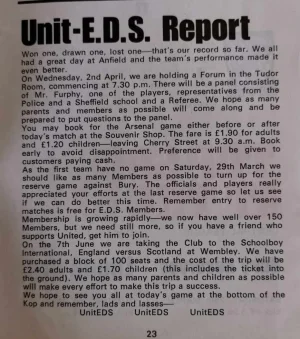 Unit-E.D.S. Report
Won one, drawn one, lost one—that's our record so far. We all
had a great day at Anfield and the team's performance made it
even better.
On Wednesday, 2nd April, we are holding a Forum in the Tudor
Room, commencing at 7.30 p.m. There will be a panel consisting
of Mr. Furphy, one of the players, representatives from the
Police and a Sheffield school and a Referee. We hope as many
parents and members as possible will come along and be
prepared to put questions to the panel.
You may book for the Arsenal game either before or after
today's match at the Souvenir Shop. The fare is £1.90 for adults
and £1.20 children—leaving Cherry Street at 9.30 a.m. Book
early to avoid disappointment. Preference will be given to
customers paying cash.
As the first team have no game on Saturday, 29th March we
should like as many Members as possible to turn up for the
reserve game against Bury. The officials and players really
appreciated your efforts at the last reserve game so let us see
if we can do better this time. Remember entry to reserve
matches is free for E.D.S. Members.
Membership is growing rapidly—we now have well over 150
Members, but we need still more, so if you have a friend who
supports United, get him to join.
On the 7th June we are taking the Club to the Schoolboy
International, England versus Scotland at Wembley. We have
purchased a block of 100 seats and the cost of the trip will be
£2.40 adults and £1.70 children (this includes the ticket into
the ground). We hope as many parents and children as possible
will make every effort to make this trip a success.
We hope to see you all at today's game at the bottom of the
Kop and remember, lads and lasses—
UnitEDS UnitEDS UnitEDS
23